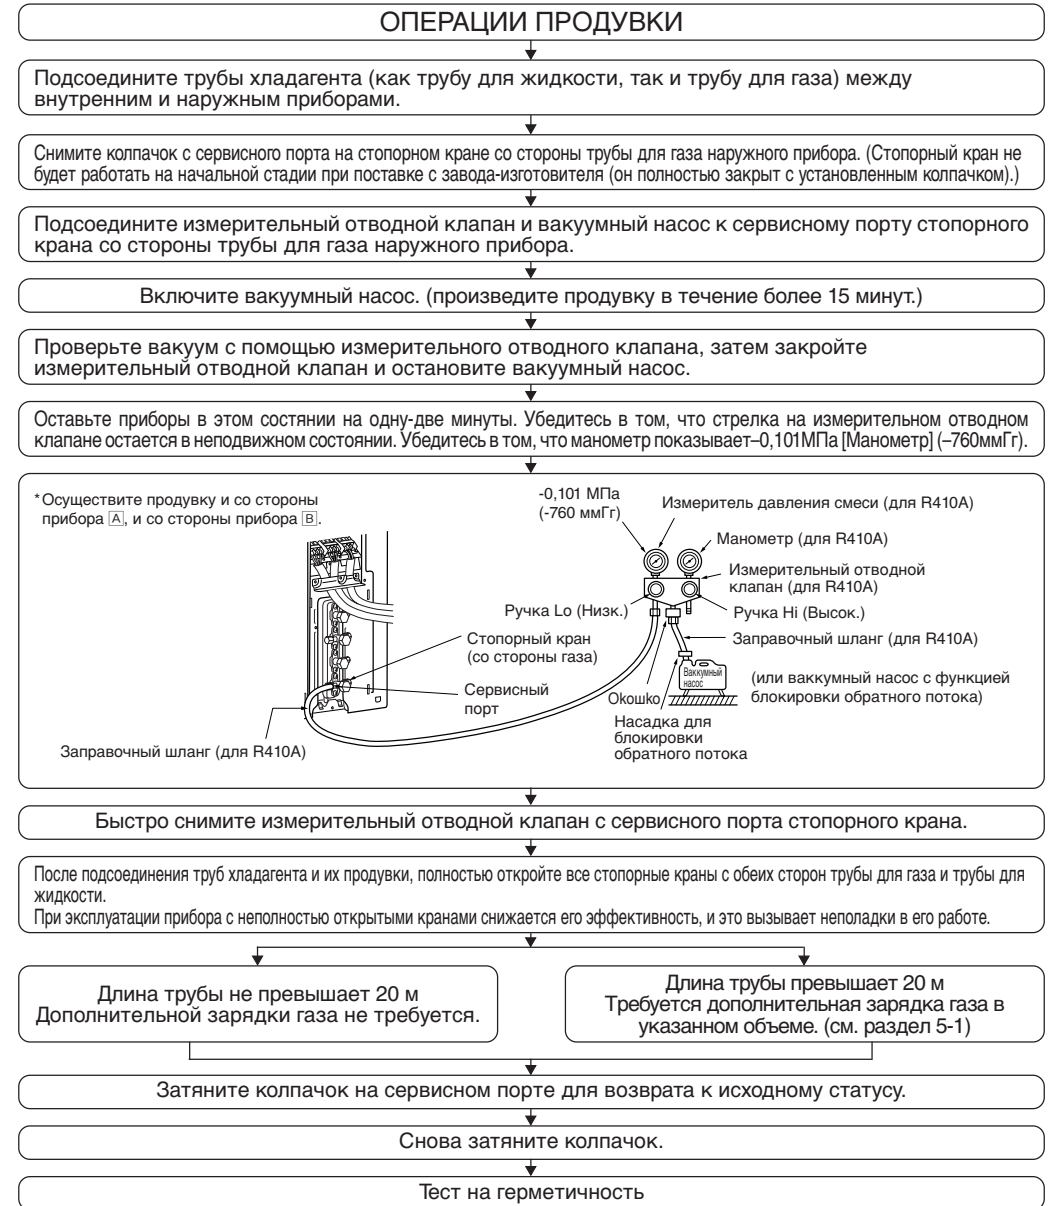 ОПЕРАЦИИ ПРОДУВКИ
Подсоедините трубы хладагента (как трубу для жидкости, так и трубу для газа) между
внутренним и наружным приборами.
Снимите колпачок с сервисного порта на стопорном кране со стороны трубы для газа наружного прибора. (Стопорный кран не
будет работать на начальной стадии при поставке с завода-изготовителя (он полностью закрыт с установленным колпачком).)
Подсоедините измерительный отводной клапан и вакуумный насос к сервисному порту стопорного
крана со стороны трубы для газа наружного прибора.
Включите вакуумный насос. (произведите продувку в течение более 15 минут.)
Проверьте вакуум с помощью измерительного отводного клапана, затем закройте
измерительный отводной клапан и остановите вакуумный насос.
Оставьте приборы в этом состянии на одну-две минуты. Убедитесь в том, что стрелка на измерительном отводном
клапане остается в неподвижном состоянии. Убедитесь в том, что манометр показывает–0,101МПа [Манометр] (–760ммГг).
*Осуществите продувку и со стороны
прибора A, и со стороны прибора B.
-0,101 МПа
(-760 ммГг)
Измеритель давления смеси (для R410A)
Манометр (для R410A)
Измерительный отводной
клапан (для R410A)
Ручка Lo (Низк.)
Ручка Hi (Высок.)
Стопорный кран
(со стороны газа)
Заправочный шланг (для R410A)
Ваккумный
насос
(или ваккумный насос с функцией
блокировки обратного потока)
Сервисный
порт
Окошко
Насадка для
блокировки
обратного потока
Заправочный шланг (для R410A)
Быстро снимите измерительный отводной клапан с сервисного порта стопорного крана.
После подсоединения труб хладагента и их продувки, полностью откройте все стопорные краны с обеих сторон трубы для газа и трубы для
жидкости.
При эксплуатации прибора с неполностью открытыми кранами снижается его эффективность, и это вызывает неполадки в его работе.
Длина трубы не превышает 20 м
Дополнительной зарядки газа не требуется.
Длина трубы превышает 20 м
Требуется дополнительная зарядка газа в
указанном объеме. (см. раздел 5-1)
Затяните колпачок на сервисном порте для возврата к исходному статусу.
Снова затяните колпачок.
Тест на герметичность